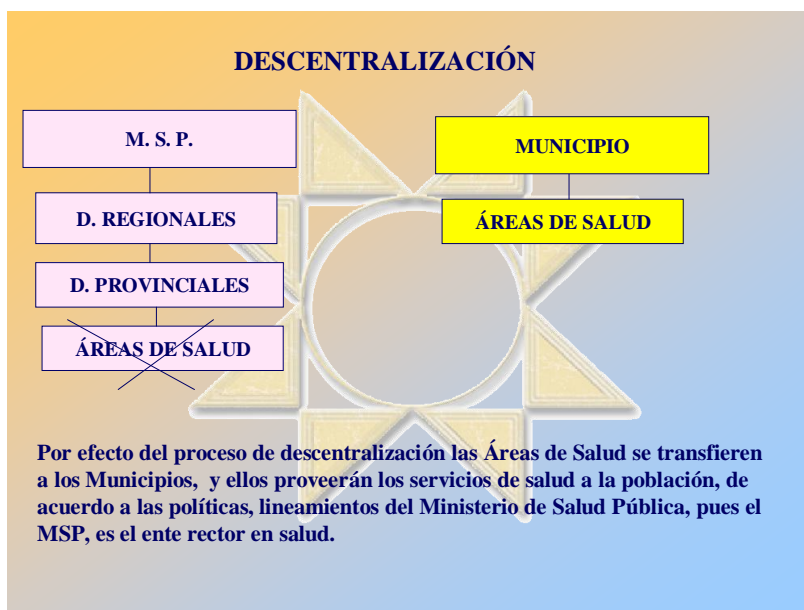 DESCENTRALIZACIÓN
M. S. P.
D. REGIONALES
D. PROVINCIALES
ÁREAS DE SALUD
MUNICIPIO
ÁREAS DE SALUD
Por efecto del proceso de descentralización las Áreas de Salud se transfieren
a los Municipios, y ellos proveerán los servicios de salud a la población, de
acuerdo a las políticas, lineamientos del Ministerio de Salud Pública, pues el
MSP, es el ente rector en salud.